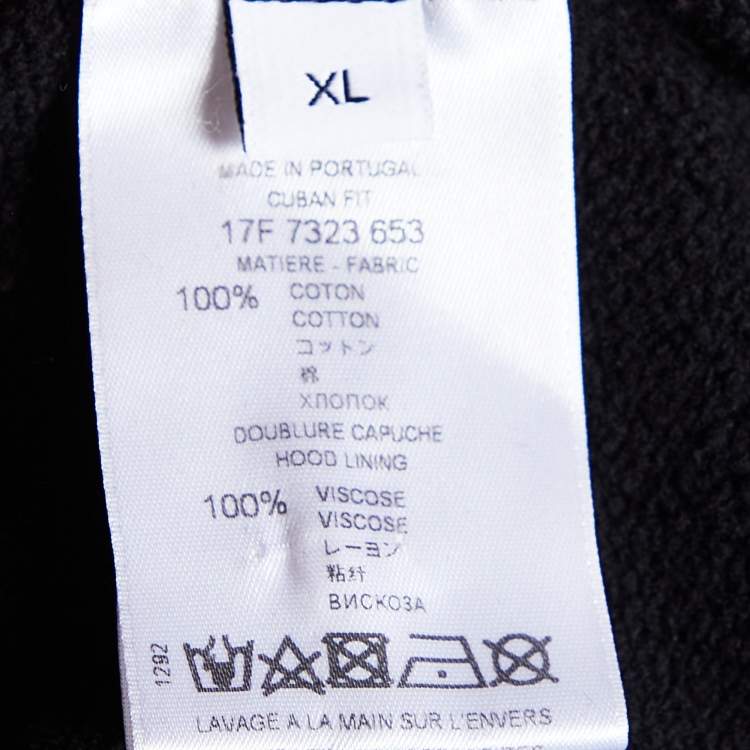 XL
MADE IN PORTUGAL
CUBAN FIT
17F 7323 653
MATIERE - FABRIC
100% COTON
COTTON
コットン
棉
ХЛОПОК
DOUBLURE CAPUCHE
HOOD LINING
100% VISCOSE
VISCOSE
レーヨン
粘纤
ВИСКОЗА
1292
LAVAGE A LA MAIN SUR L'ENVERS